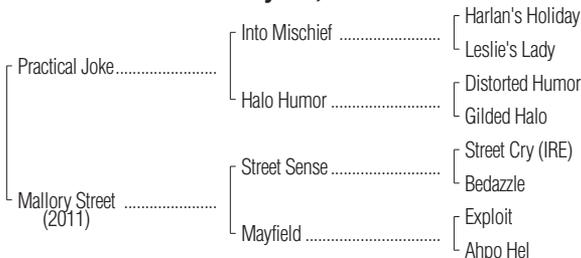 Harlan's Holiday
Into Mischief ....................
Leslie's Lady
Practical Joke....................
Distorted Humor
Halo Humor ......................
Gilded Halo
Street Cry (IRE)
Street Sense ......................
Bedazzle
Mallory Street ..................
(2011)
Exploit
Mayfield ...........................
Ahpo Hel